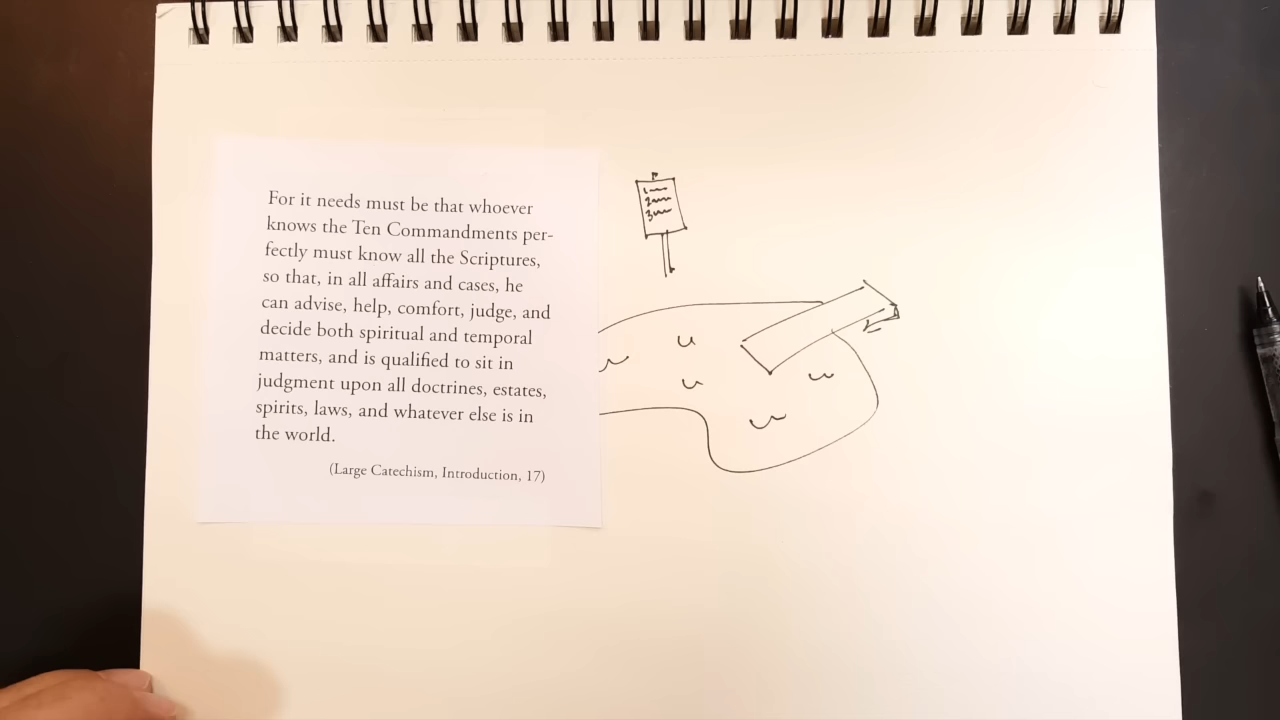 For it needs must be that whoever
knows the Ten Commandments per-
fectly must know all the Scriptures,
so that, in all affairs and cases, he
can advise, help, comfort, judge, and
decide both spiritual and temporal
matters, and is qualified to sit in
judgment upon all doctrines, estates,
spirits, laws, and whatever else is in
the world.
(Large Catechism, Introduction, 17)
1
2
3